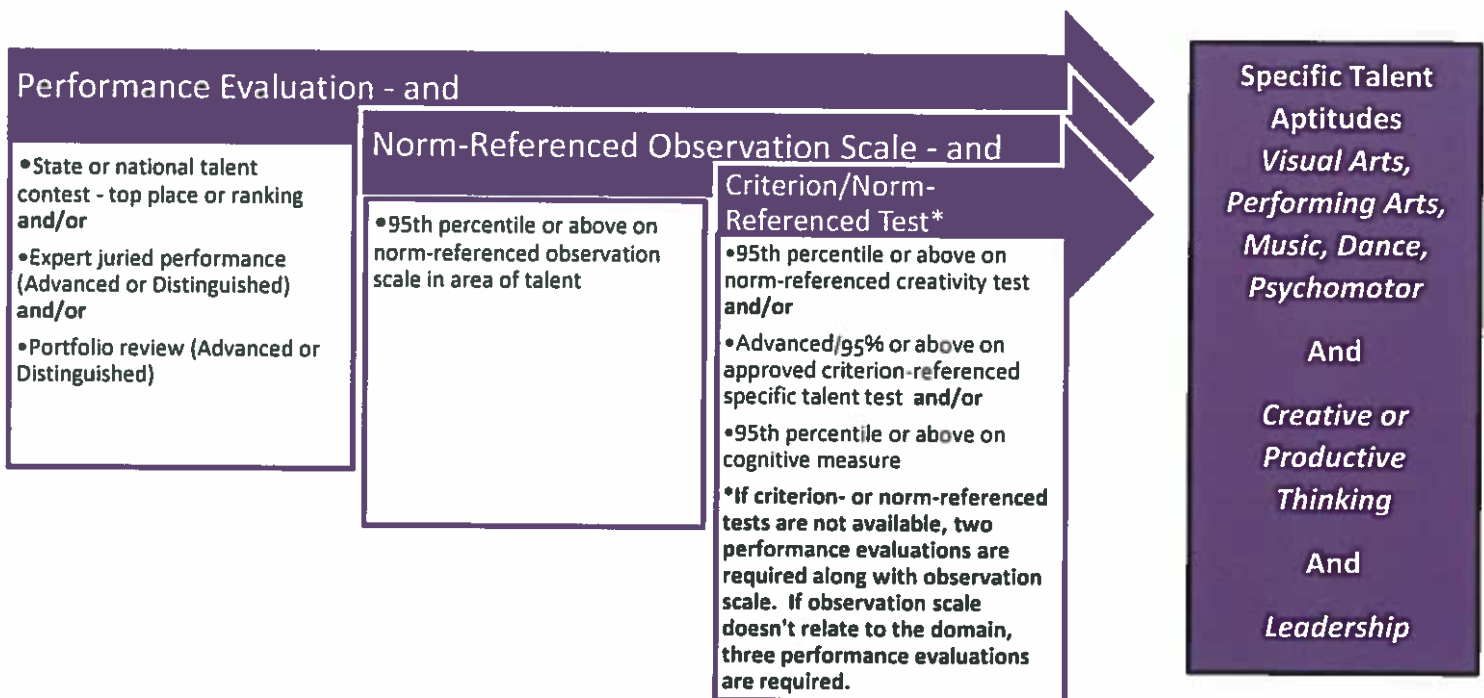 Performance Evaluation - and
•State or national talent
contest - top place or ranking
and/or
•Expert juried performance
(Advanced or Distinguished)
and/or
•Portfolio review (Advanced or
Distinguished)
Norm-Referenced Observation Scale - and
•95th percentile or above on
norm-referenced observation
scale in area of talent
Criterion/Norm-
Referenced Test*
•95th percentile or above on
norm-referenced creativity test
and/or
•Advanced/95% or above on
approved criterion-referenced
specific talent test and/or
•95th percentile or above on
cognitive measure
*If criterion- or norm-referenced
tests are not available, two
performance evaluations are
required along with observation
scale. If observation scale
doesn't relate to the domain,
three performance evaluations
are required.
Specific Talent
Aptitudes
Visual Arts,
Performing Arts,
Music, Dance,
Psychomotor
And
Creative or
Productive
Thinking
And
Leadership